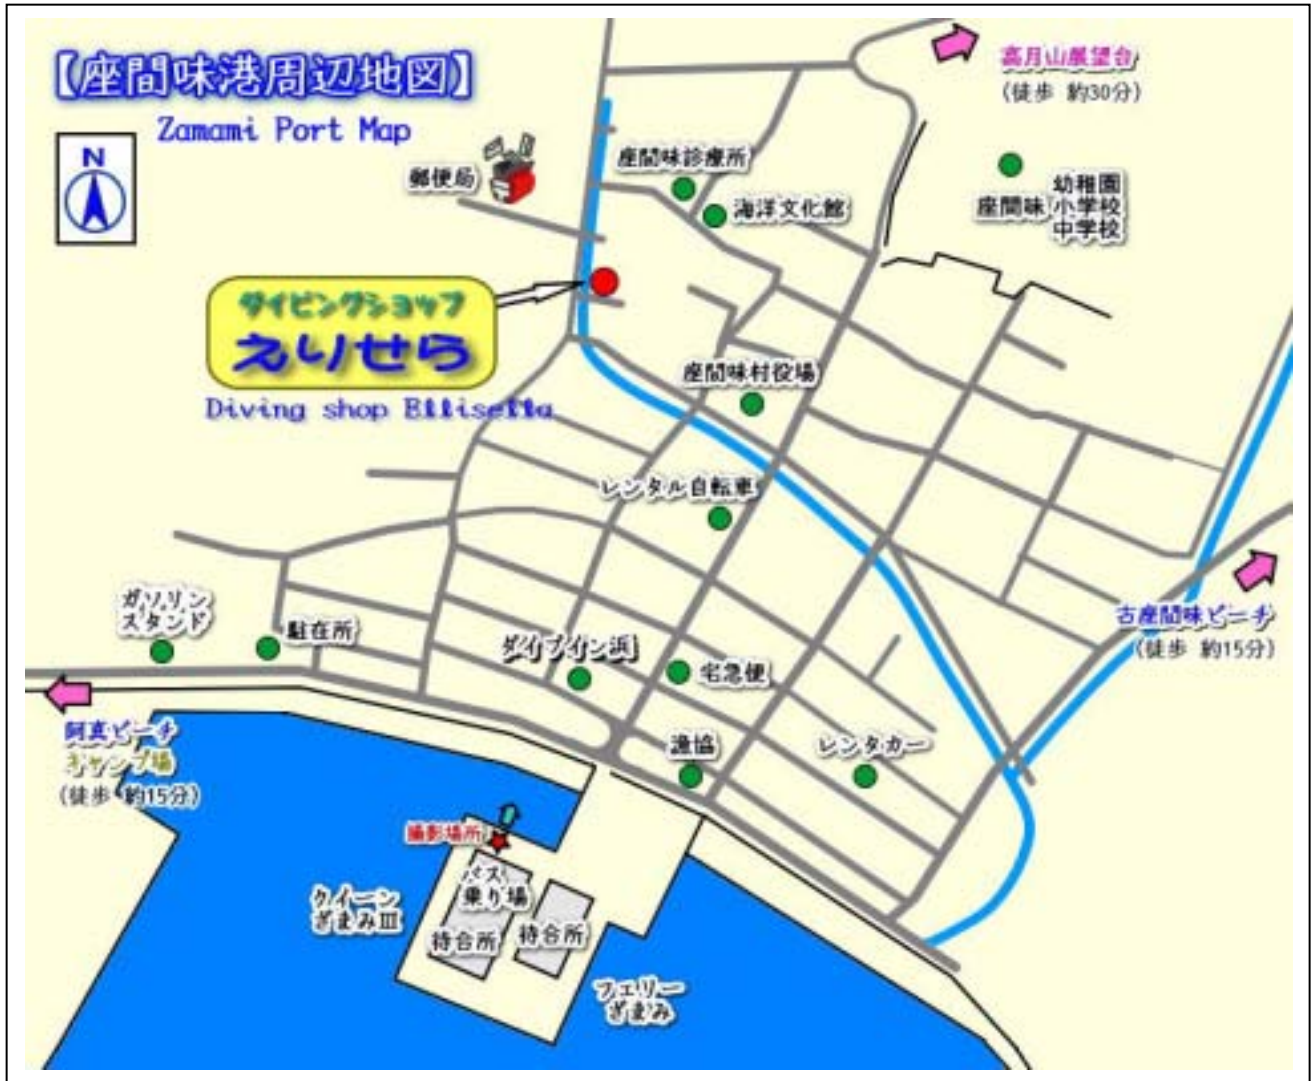 【座間味港周辺地図】
Zamami Port Map
N
郵便局
座間味診療所
海洋文化館
高月山展望台
(徒歩 約30分)
座間味
幼稚園
小学校
中学校
ダイビングショップ
えりせら
Diving shop Ellisella
座間味村役場
レンタル自転車
ガソリン
スタンド
駐在所
ダイブイン浜
宅急便
古座間味ビーチ
(徒歩 約15分)
阿真ビーチ
キャンプ場
(徒歩 約15分)
漁協
レンタカー
撮影場所
バス
乗り場
待合所
待合所
クイーン
ざまみⅢ
フェリー
ざまみ